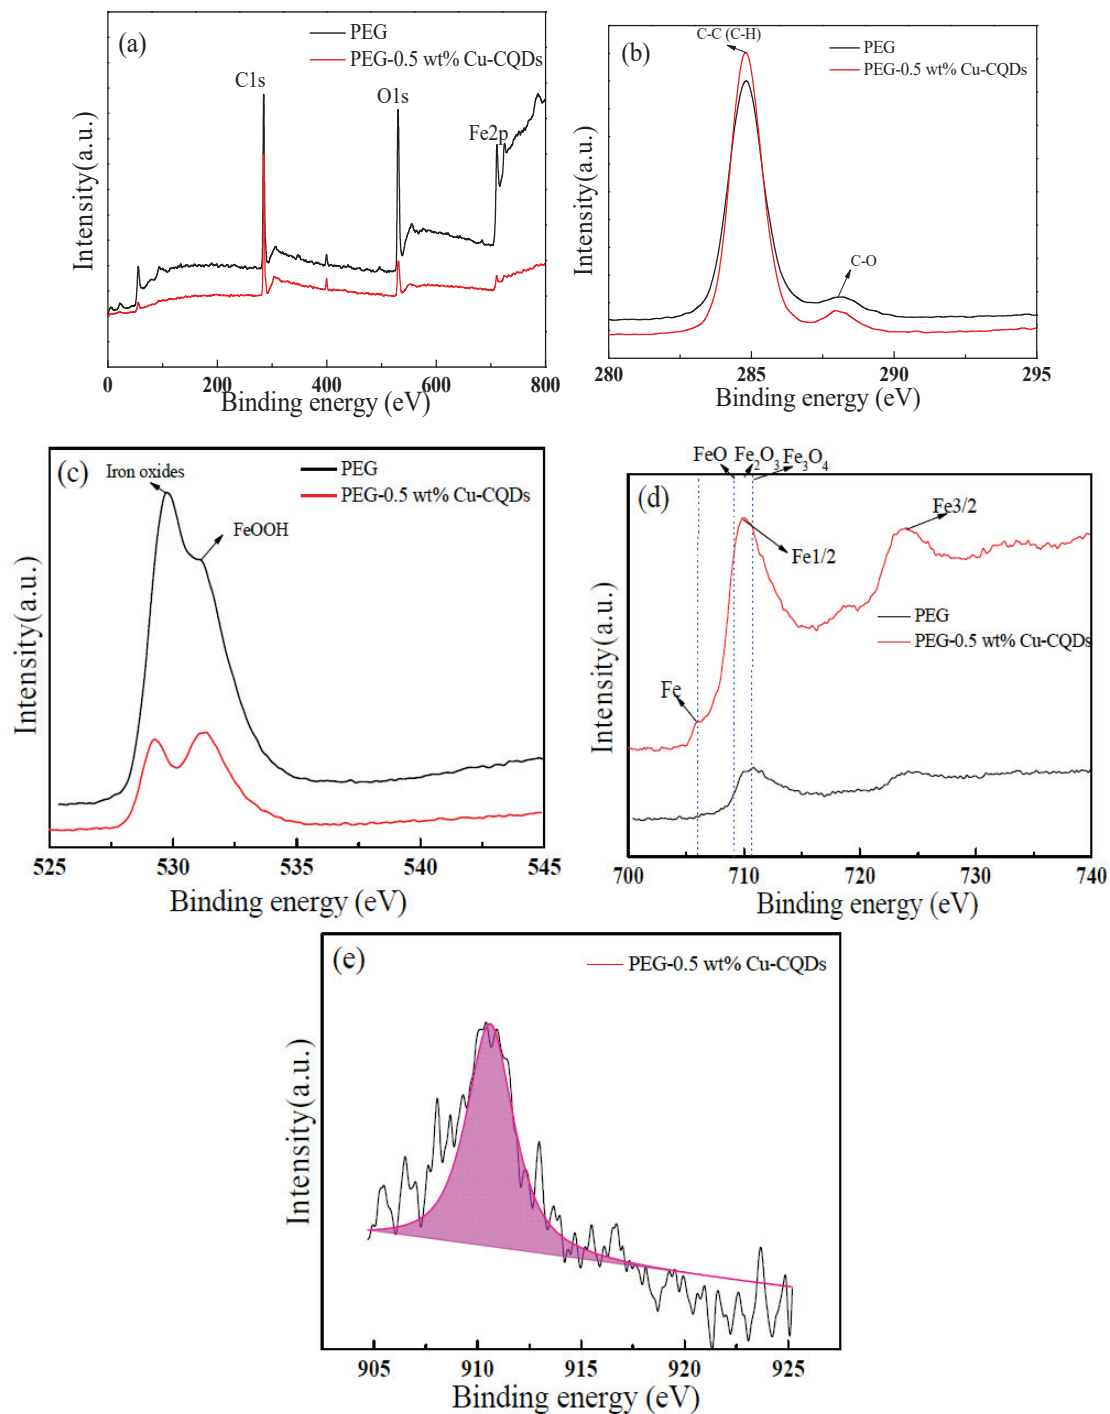 (a)
PEG
PEG-0.5 wt% Cu-CQDs
C1s
O1s
Fe2p
Intensity(a.u.)
0 200 400 600 800
Binding energy (eV)
(b)
C-C (C-H)
PEG
PEG-0.5 wt% Cu-CQDs
C-O
Intensity(a.u.)
280 285 290 295
Binding energy (eV)
(c)
Iron oxides
PEG
PEG-0.5 wt% Cu-CQDs
FeOOH
Intensity(a.u.)
525 530 535 540 545
Binding energy (eV)
FeO Fe2O3 Fe3O4
(d)
Fe3/2
Fe1/2
PEG
PEG-0.5 wt% Cu-CQDs
Fe
Intensity(a.u.)
700 710 720 730 740
Binding energy (eV)
(e)
PEG-0.5 wt% Cu-CQDs
Intensity(a.u.)
905 910 915 920 925
Binding energy (eV)